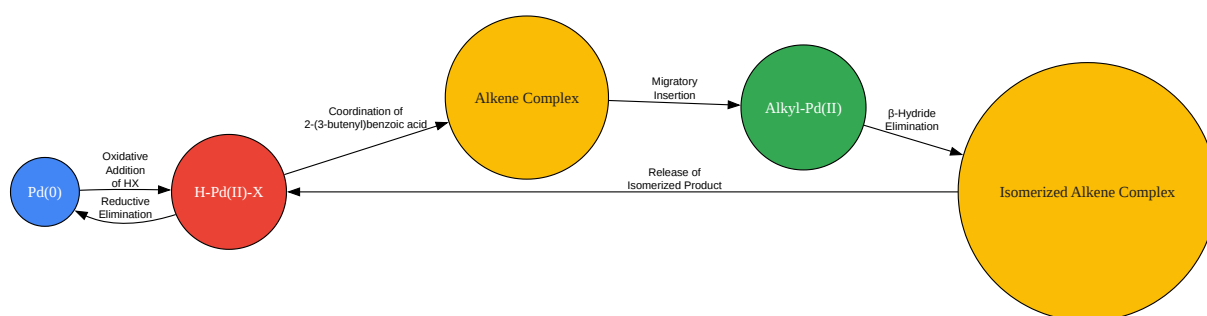 Pd(0)
Oxidative
Addition
of HX
Reductive
Elimination
H-Pd(II)-X
Coordination of
2-(3-butenyl)benzoic acid
Alkene Complex
Migratory
Insertion
Alkyl-Pd(II)
β-Hydride
Elimination
Release of
Isomerized Product
Isomerized Alkene Complex